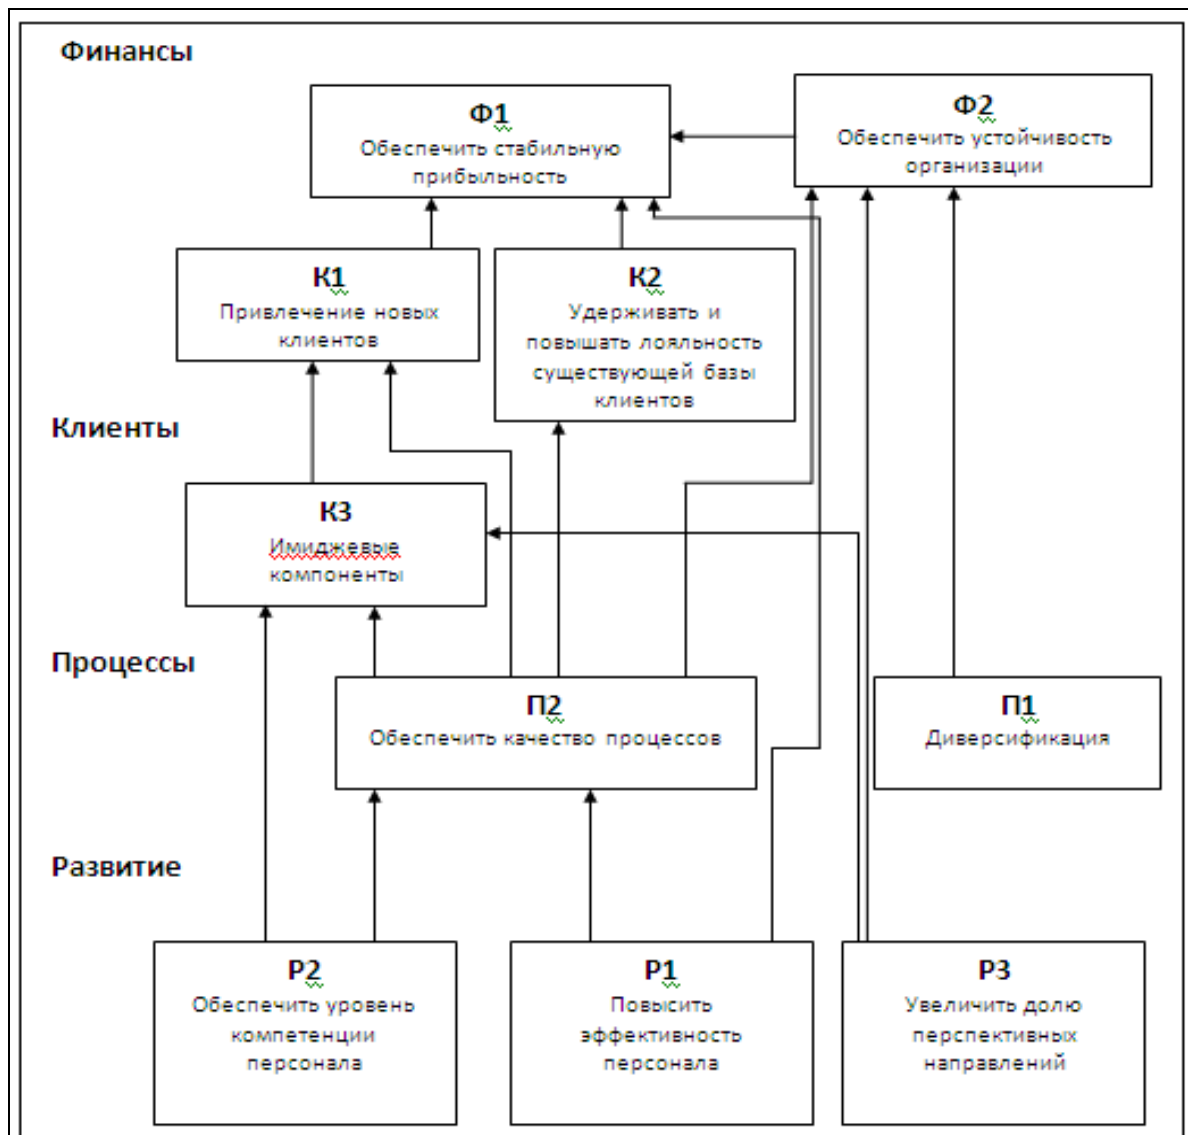 Финансы
Ф1
Обеспечить стабильную
прибыльность
Ф2
Обеспечить устойчивость
организации
К1
Привлечение новых
клиентов
К2
Удерживать и
повышать лояльность
существующей базы
клиентов
Клиенты
К3
Имиджевые
компоненты
Процессы
П2
Обеспечить качество процессов
П1
Диверсификация
Развитие
Р2
Обеспечить уровень
компетенции
персонала
Р1
Повысить
эффективность
персонала
Р3
Увеличить долю
перспективных
направлений